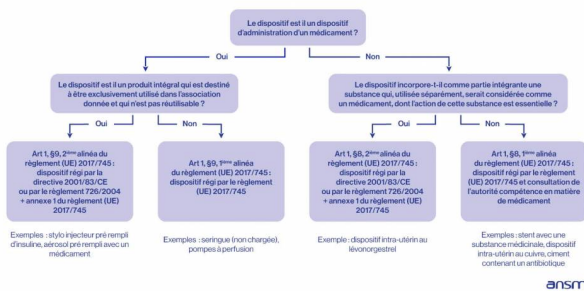 Le dispositif est il un dispositif
d'administration d'un médicament ?
Oui
Non
Le dispositif est il un produit intégral qui est destiné
à être exclusivement utilisé dans l'association
donnée et qui n'est pas réutilisable ?
Le dispositif incorpore-t-il comme partie intégrante une
substance qui, utilisée séparément, serait considérée comme
un médicament, dont l'action de cette substance est essentielle ?
Oui
Non
Oui
Non
Art 1, §9, 2ième alinéa du
règlement (UE) 2017/745 :
dispositif régi par la
directive 2001/83/CE
ou par le règlement 726/2004
+ annexe 1 du règlement (UE)
2017/745
Art 1, §9, 1ième alinéa
du règlement (UE) 2017/745 :
dispositif régi par le règlement
(UE) 2017/745
Art 1, §8, 2ième alinéa du
règlement (UE) 2017/745 :
dispositif régi par la
directive 2001/83/CE
ou par le règlement 726/2004
+ annexe 1 du règlement (UE)
2017/745
Art 1, §8, 1ième alinéa
du règlement (UE) 2017/745 :
dispositif régi par le règlement
(UE) 2017/745 et consultation de
l'autorité compétence en matière
de médicament
Exemples : stylo injecteur pré rempli
d'insuline, aérosol pré rempli avec un
médicament
Exemples : seringue (non chargée),
pompes à perfusion
Exemple : dispositif intra-utérin au
lévonorgestrel
Exemples : stent avec une
substance médicinale, dispositif
intra-utérin au cuivre, ciment
contenant un antibiotique
ansm